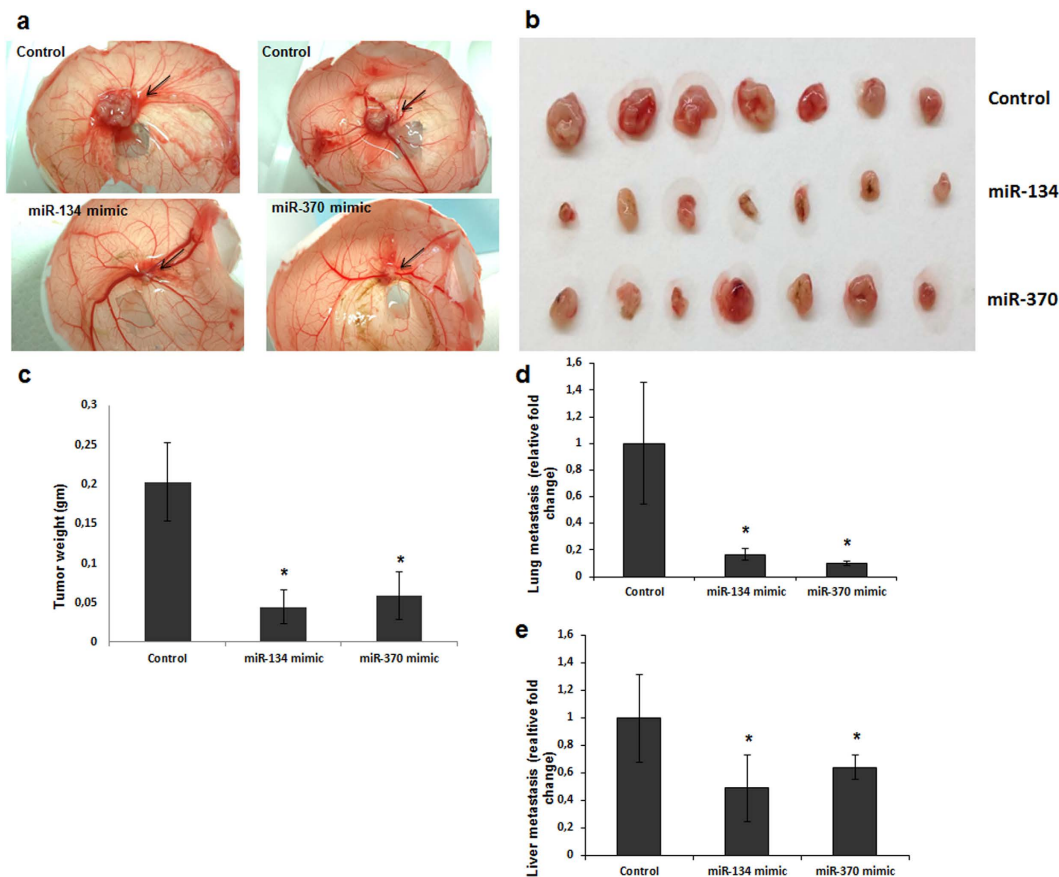 a
Control
Control
miR-134 mimic
miR-370 mimic
b
Control
miR-134
miR-370
c
Tumor weight (gm)
0,3
0,25
0,2
0,15
0,1
0,05
0
*
*
Control
miR-134 mimic
miR-370 mimic
d
Lung metastasis (relative fold
change)
1,6
1,4
1,2
1
0,8
0,6
0,4
0,2
0
*
*
Control
miR-134 mimic
miR-370 mimic
e
Liver metastasis (realtive fold
change)
1,6
1,4
1,2
1
0,8
0,6
0,4
0,2
0
*
*
Control
miR-134 mimic
miR-370 mimic